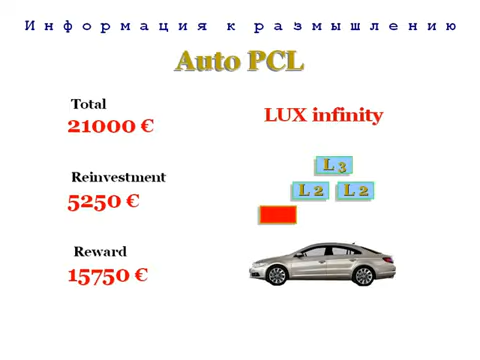 Информация к размышлению
Auto PCL
Total
21000 €
LUX infinity
Reinvestment
5250 €
L 3
L 2 L 2
Reward
15750 €